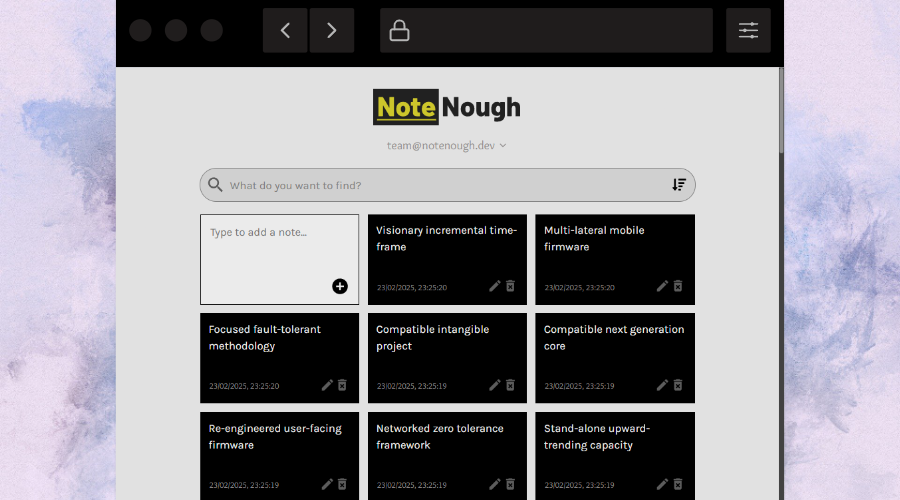 Note Nough
team@notenough.dev
What do you want to find?
Type to add a note...
Visionary incremental time-
frame
23/02/2025, 23:25:20
Multi-lateral mobile
firmware
23/02/2025, 23:25:20
Focused fault-tolerant
methodology
23/02/2025, 23:25:20
Compatible intangible
project
23/02/2025, 23:25:19
Compatible next generation
core
23/02/2025, 23:25:19
Re-engineered user-facing
firmware
23/02/2025, 23:25:19
Networked zero tolerance
framework
23/02/2025, 23:25:19
Stand-alone upward-
trending capacity
23/02/2025, 23:25:19